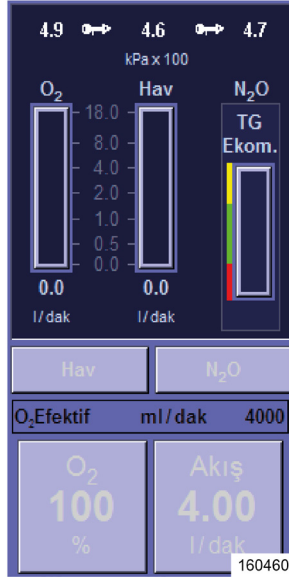 4.9 4.6 4.7
kPa x 100
O₂ Hav N₂O
18.0
8.0
4.0
2.0
1.0
0.5
0.0
TG
Ekom.
0.0 0.0
l/dak l/dak
Hav N₂O
O₂Efektif ml/dak 4000
O₂ Akış
100 4.00
% l/dak
160460